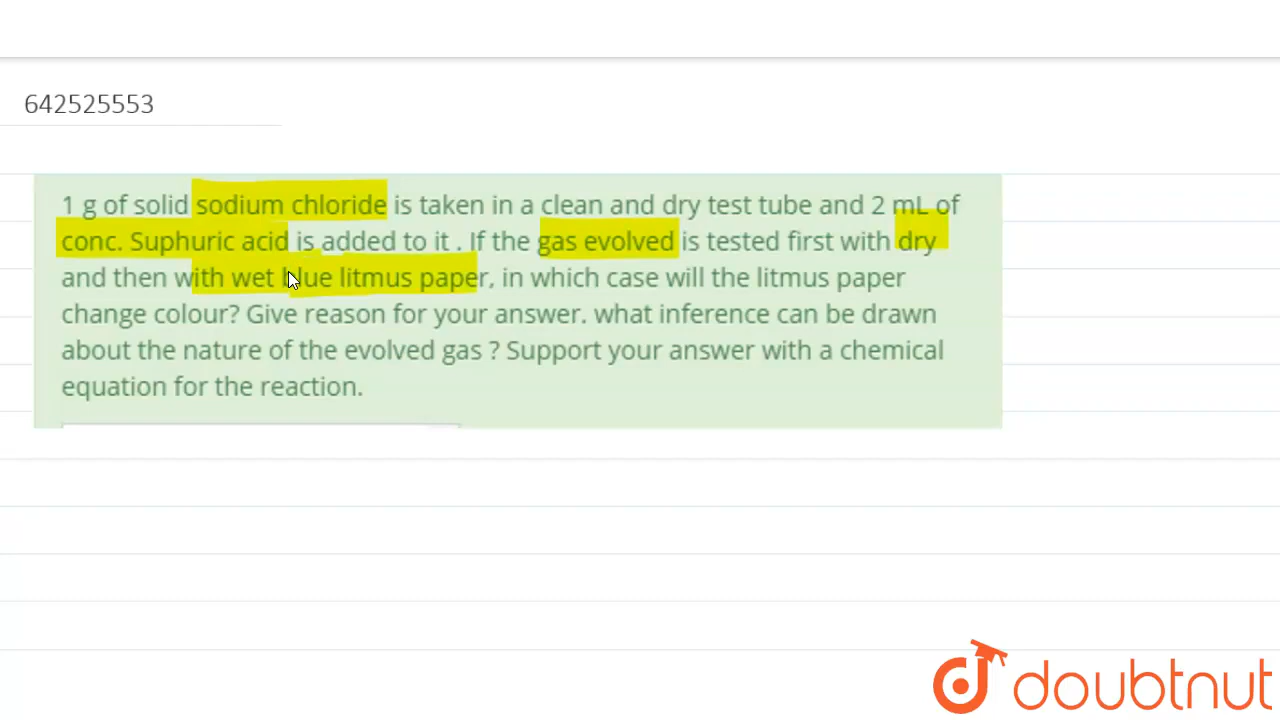 642525553
1 g of solid sodium chloride is taken in a clean and dry test tube and 2 mL of
conc. Suphuric acid is added to it . If the gas evolved is tested first with dry
and then with wet blue litmus paper, in which case will the litmus paper
change colour? Give reason for your answer. what inference can be drawn
about the nature of the evolved gas ? Support your answer with a chemical
equation for the reaction.
doubtnut